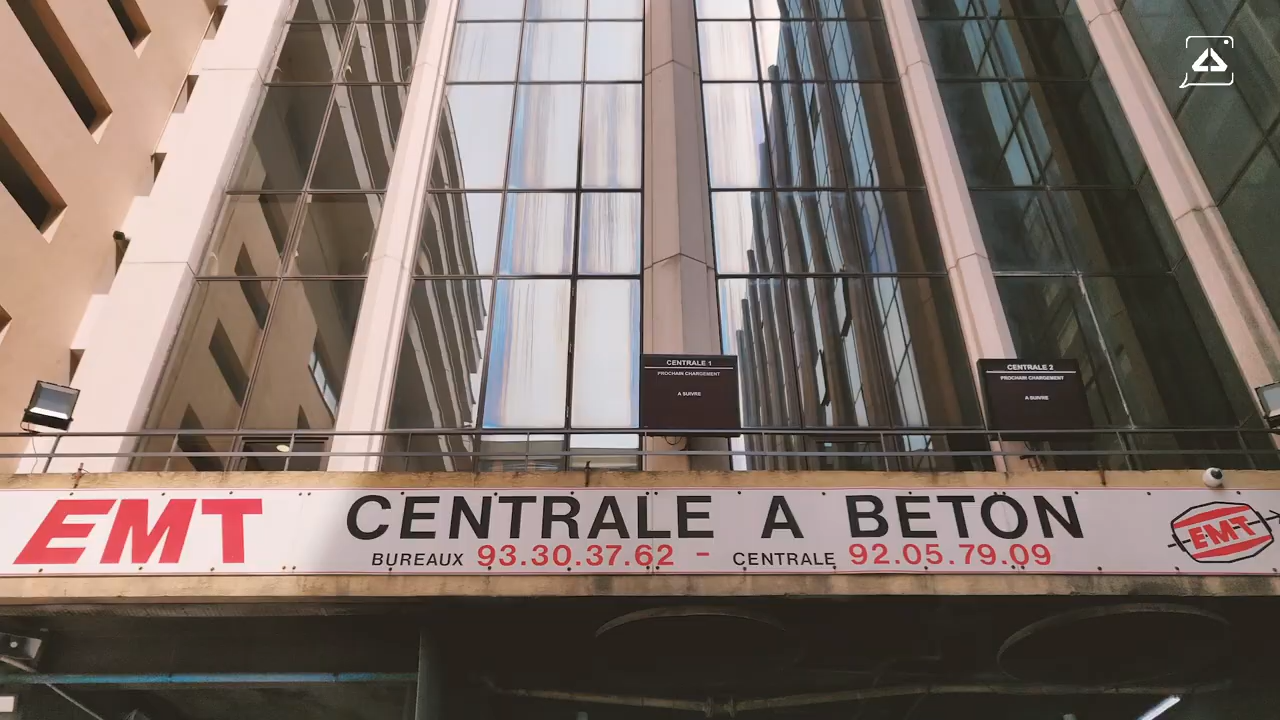 CENTRALE 1
PROCHAIN CHARGEMENT
A SUIVRE
CENTRALE 2
PROCHAIN CHARGEMENT
A SUIVRE
EMT CENTRALE A BETON EMT
BUREAUX 93.30.37.62 - CENTRALE 92.05.79.09